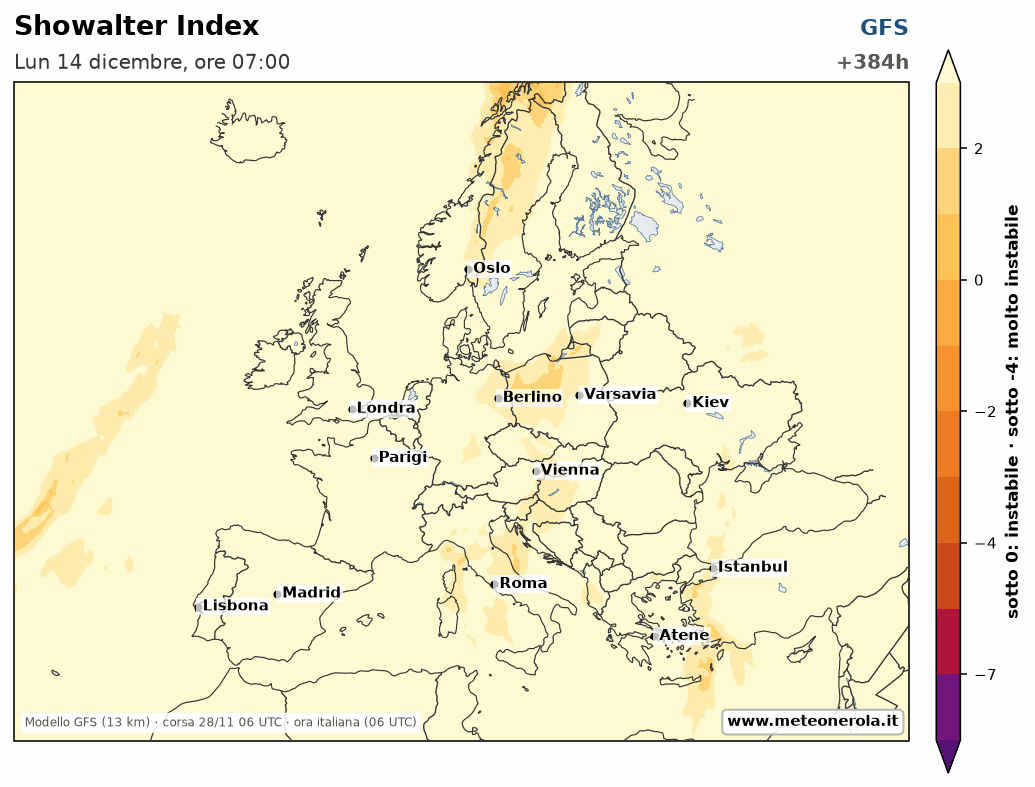 Showalter Index
GFS
Lun 14 dicembre, ore 07:00
+384h
Oslo
Berlino
Varsavia
Kiev
Londra
Parigi
Vienna
Istanbul
Roma
Madrid
Lisbona
Atene
Modello GFS (13 km) · corsa 28/11 06 UTC · ora italiana (06 UTC)
www.meteonerola.it
2
0
−2
−4
−7
sotto 0: instabile · sotto -4: molto instabile